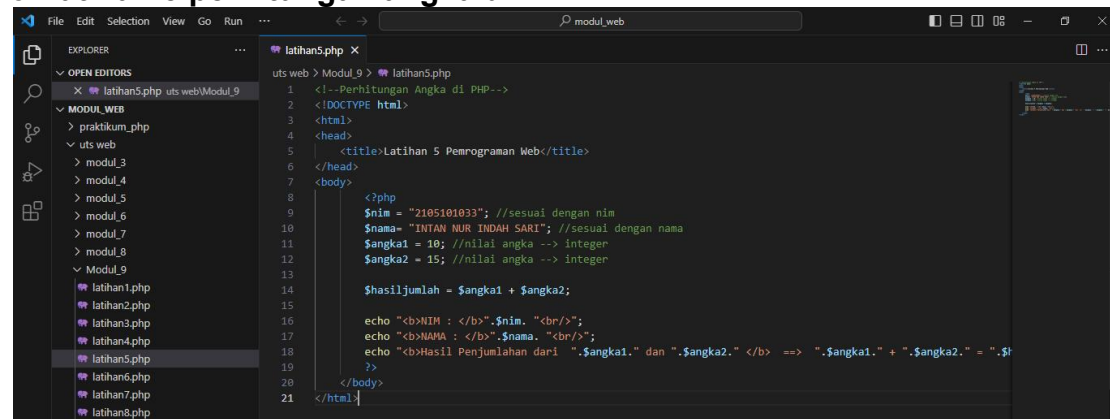 File Edit Selection View Go Run ... modul_web
EXPLORER ...
OPEN EDITORS
latihan5.php uts web\Modul_9
MODUL_WEB
praktikum_php
uts web
modul_3
modul_4
modul_5
modul_6
modul_7
modul_8
Modul_9
latihan1.php
latihan2.php
latihan3.php
latihan4.php
latihan5.php
latihan6.php
latihan7.php
latihan8.php
latihan5.php
uts web > Modul_9 > latihan5.php
1 <!--Perhitungan Angka di PHP-->
2 <!DOCTYPE html>
3 <html>
4 <head>
5 <title>Latihan 5 Pemrograman Web</title>
6 </head>
7 <body>
8 <?php
9 $nim = "2105101033"; //sesuai dengan nim
10 $nama= "INTAN NUR INDAH SARI"; //sesuai dengan nama
11 $angka1 = 10; //nilai angka --> integer
12 $angka2 = 15; //nilai angka --> integer
13
14 $hasiljumlah = $angka1 + $angka2;
15
16 echo "<b>NIM : </b>".$nim. "<br/>";
17 echo "<b>NAMA : </b>".$nama. "<br/>";
18 echo "<b>Hasil Penjumlahan dari  ".$angka1." dan ".$angka2." </b>  ==>  ".$angka1." + ".$angka2." = ".$h
19 ?>
20 </body>
21 </html>